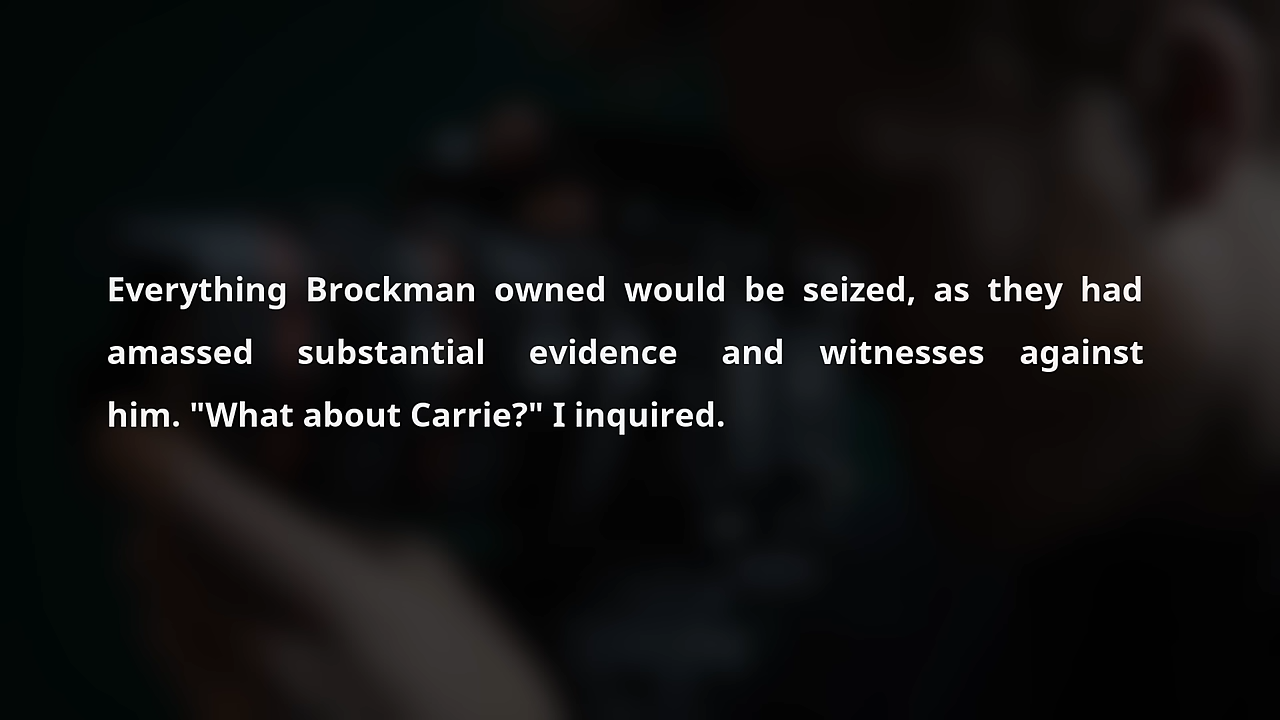 Everything Brockman owned would be seized, as they had
amassed substantial evidence and witnesses against
him. "What about Carrie?" I inquired.